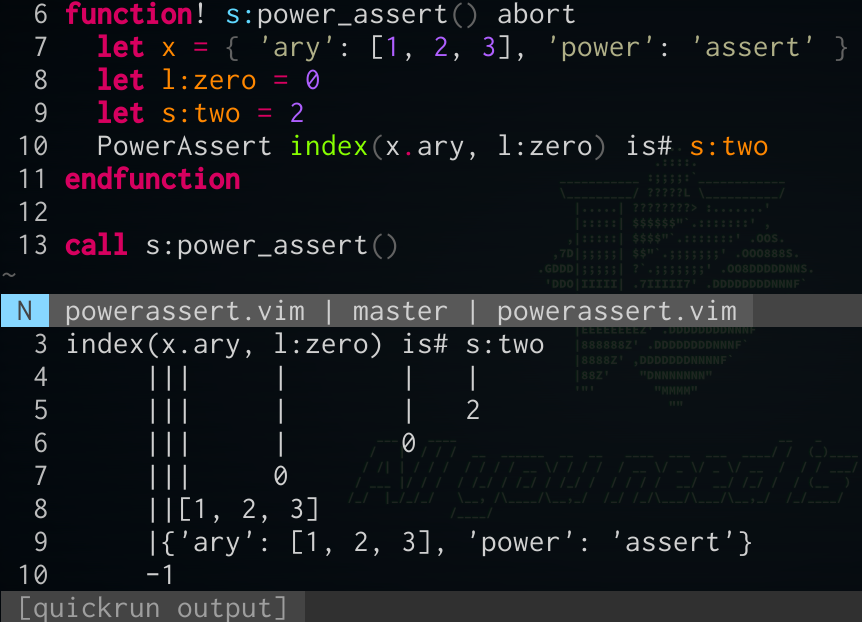 6 function! s:power_assert() abort
7   let x = { 'ary': [1, 2, 3], 'power': 'assert' }
8   let l:zero = 0
9   let s:two = 2
10   PowerAssert index(x.ary, l:zero) is# s:two
11 endfunction
12
13 call s:power_assert()
~
N powerassert.vim | master | powerassert.vim
3 index(x.ary, l:zero) is# s:two
4      |||     |       |   |
5      |||     |       |   2
6      |||     |       0
7      |||     0
8      ||[1, 2, 3]
9      |{'ary': [1, 2, 3], 'power': 'assert'}
10      -1
[quickrun output]